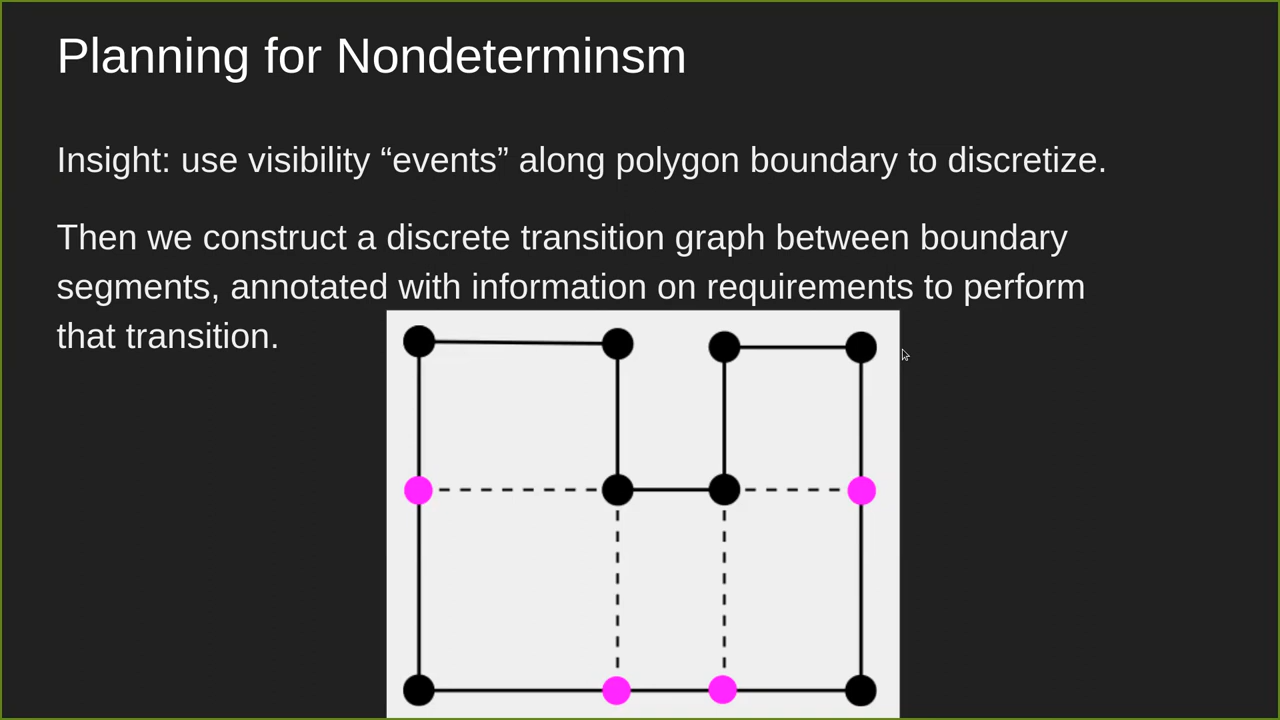 Planning for Nondeterminsm
Insight: use visibility “events” along polygon boundary to discretize.
Then we construct a discrete transition graph between boundary
segments, annotated with information on requirements to perform
that transition.